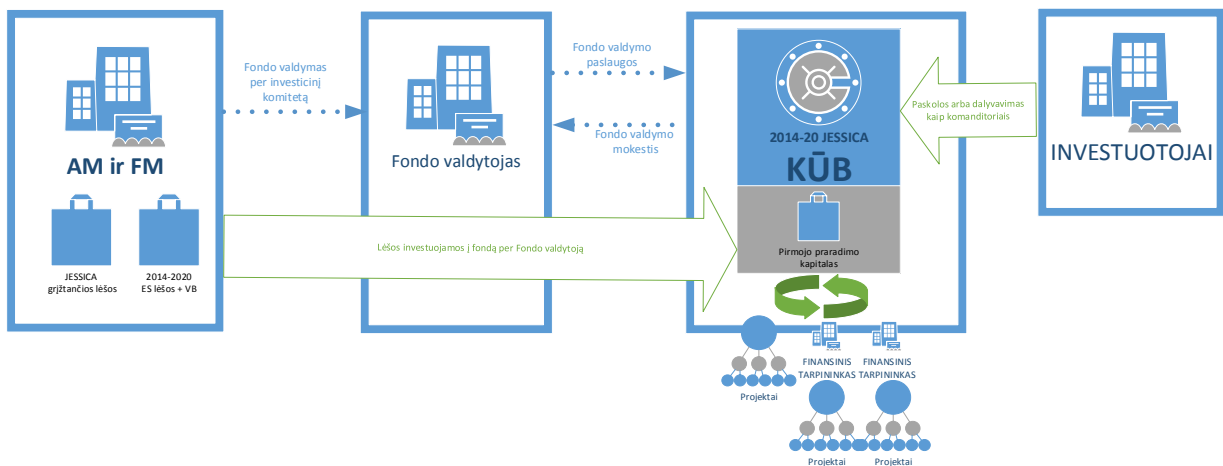 AM ir FM
JESSICA
grįžtančios lėšos
2014-2020
ES lėšos + VB
Fondo valdymas
per investicinį
komitetą
Fondo valdytojas
Fondo valdymo
paslaugos
Fondo valdymo
mokestis
Lėšos investuojamos į fondą per Fondo valdytoją
2014-20 JESSICA
KŪB
Pirmojo praradimo
kapitalas
Paskolos arba dalyvavimas
kaip komanditoriais
INVESTUOTOJAI
Projektai
FINANSINIS
TARPININKAS
Projektai
FINANSINIS
TARPININKAS
Projektai